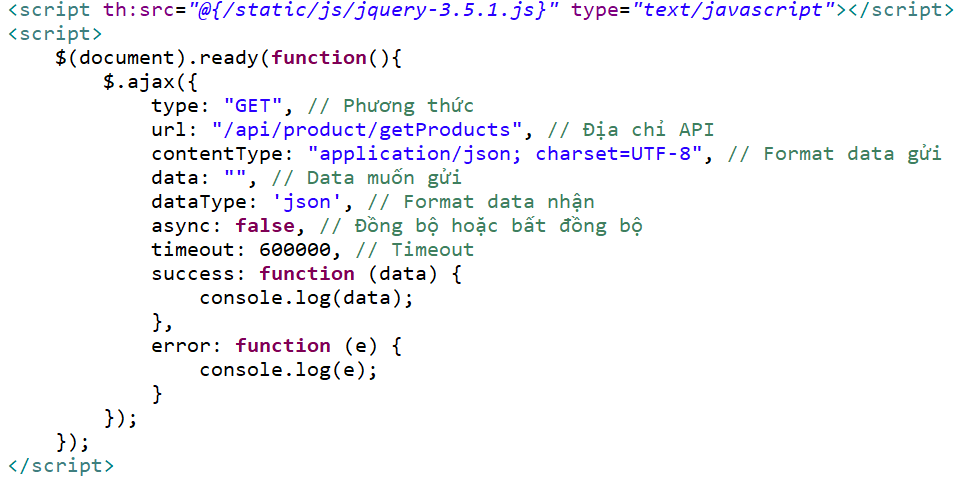 <script th:src="@{/static/js/jquery-3.5.1.js}" type="text/javascript"></script>
<script>
    $(document).ready(function(){
        $.ajax({
            type: "GET", // Phương thức
            url: "/api/product/getProducts", // Địa chỉ API
            contentType: "application/json; charset=UTF-8", // Format data gửi
            data: "", // Data muốn gửi
            dataType: 'json', // Format data nhận
            async: false, // Đồng bộ hoặc bất đồng bộ
            timeout: 600000, // Timeout
            success: function (data) {
                console.log(data);
            },
            error: function (e) {
                console.log(e);
            }
        });
    });
</script>